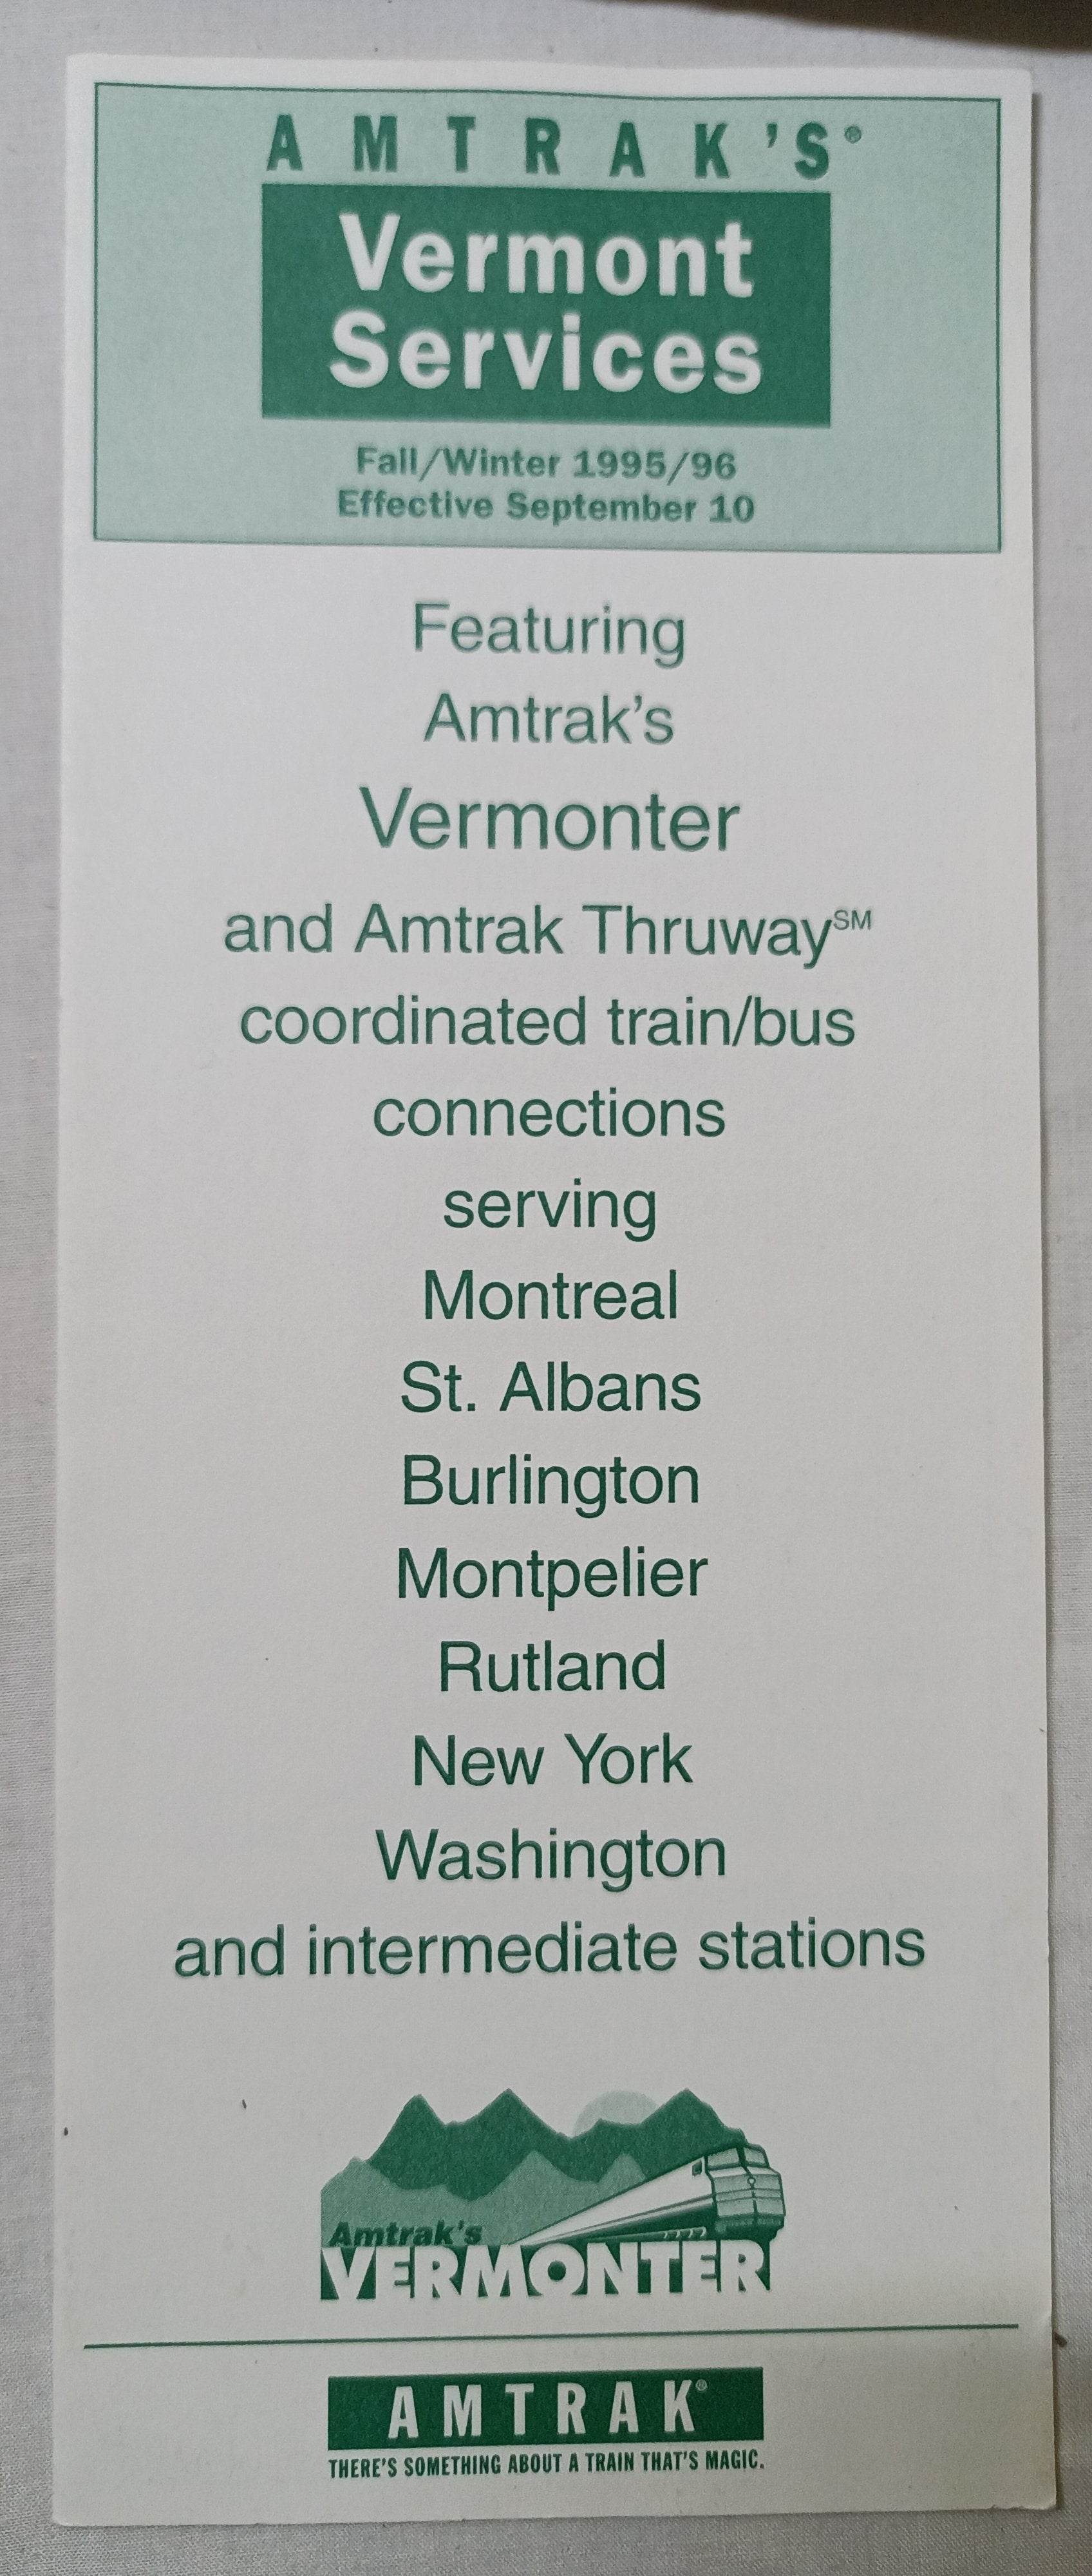 AMTRAK'S®
Vermont
Services
Fall/Winter 1995/96
Effective September 10
Featuring
Amtrak's
Vermonter
and Amtrak Thruway℠
coordinated train/bus
connections
serving
Montreal
St. Albans
Burlington
Montpelier
Rutland
New York
Washington
and intermediate stations
Amtrak's
VERMONTER
AMTRAK®
THERE'S SOMETHING ABOUT A TRAIN THAT'S MAGIC.